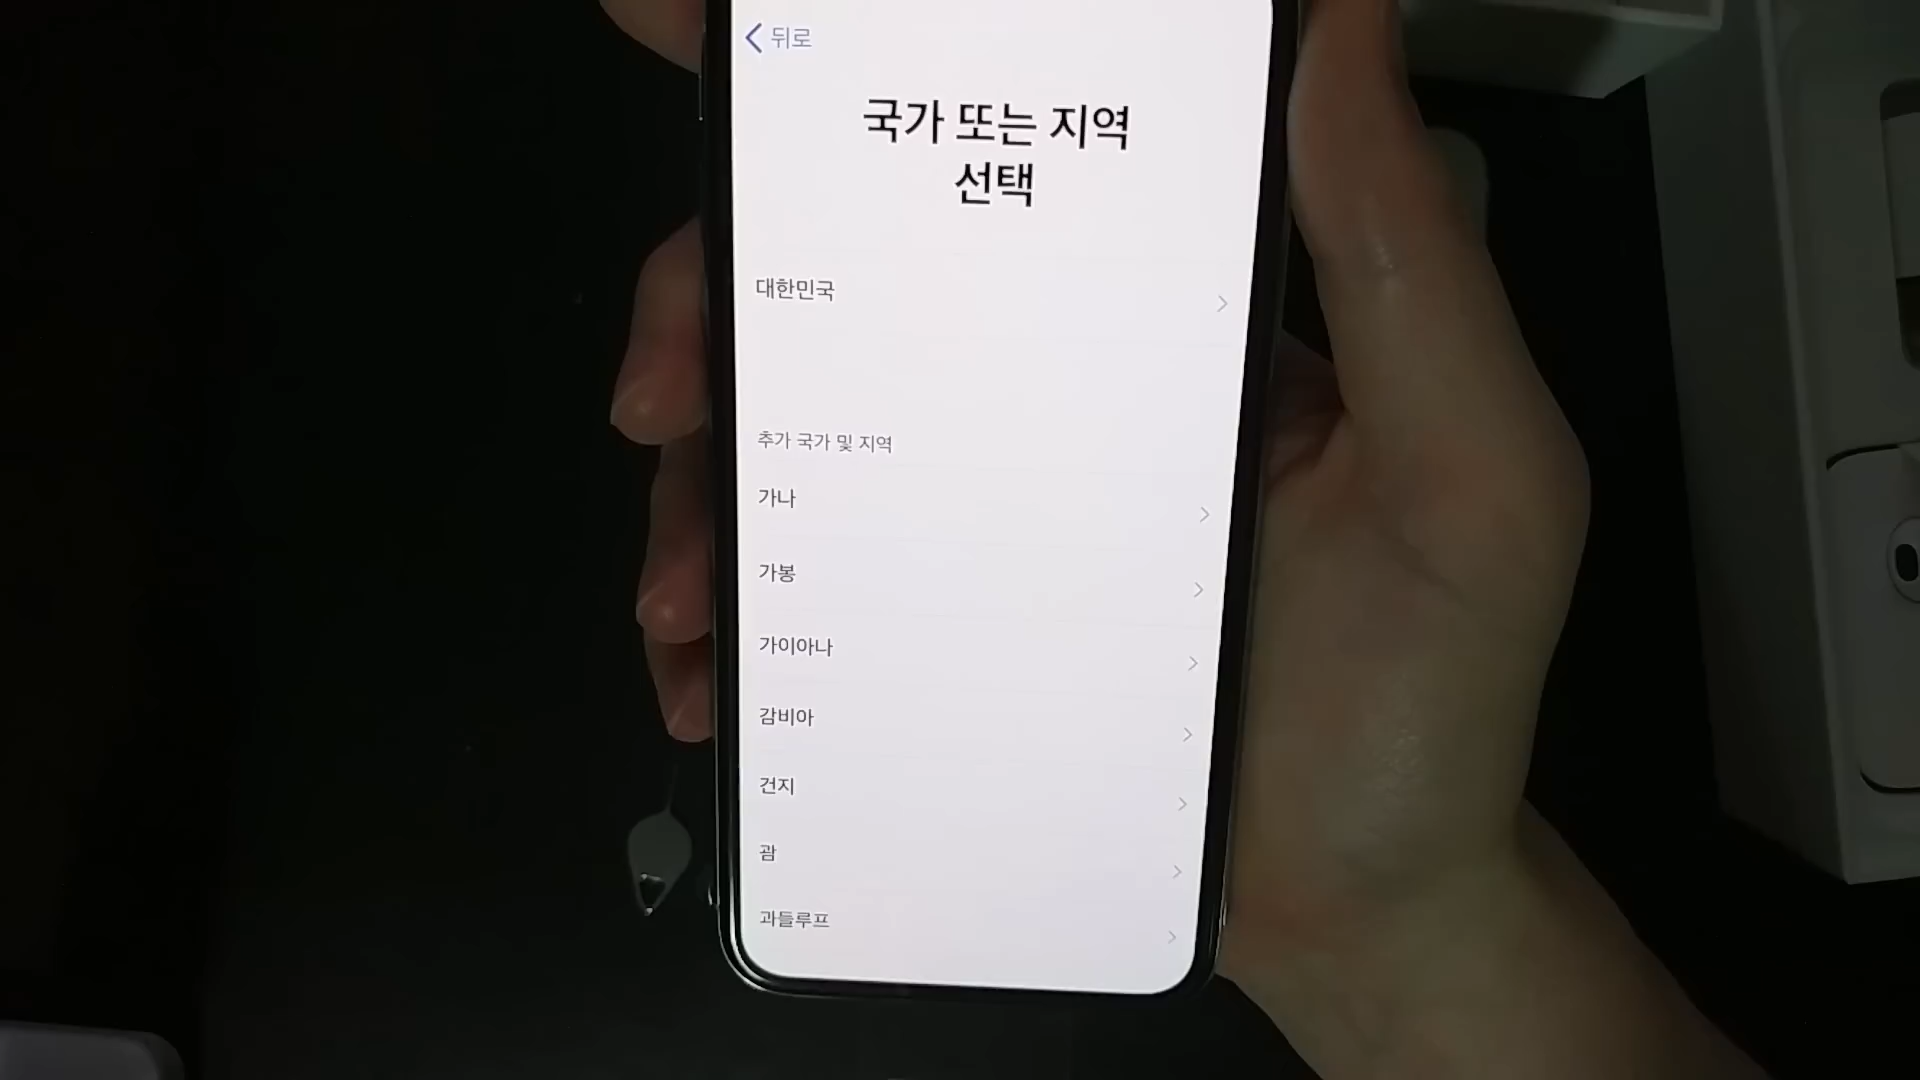 뒤로
국가 또는 지역
선택
대한민국
추가 국가 및 지역
가나
가봉
가이아나
감비아
건지
괌
과들루프